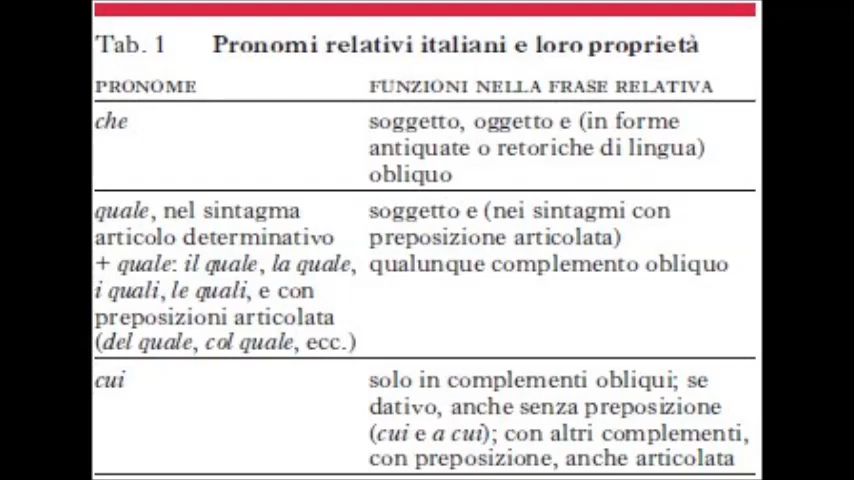 Tab. 1 Pronomi relativi italiani e loro proprietà
PRONOME FUNZIONI NELLA FRASE RELATIVA
che soggetto, oggetto e (in forme
antiquate o retoriche di lingua)
obliquo
quale, nel sintagma soggetto e (nei sintagmi con
articolo determinativo preposizione articolata)
+ quale: il quale, la quale, qualunque complemento obliquo
i quali, le quali, e con
preposizioni articolata
(del quale, col quale, ecc.)
cui solo in complementi obliqui; se
dativo, anche senza preposizione
(cui e a cui); con altri complementi,
con preposizione, anche articolata